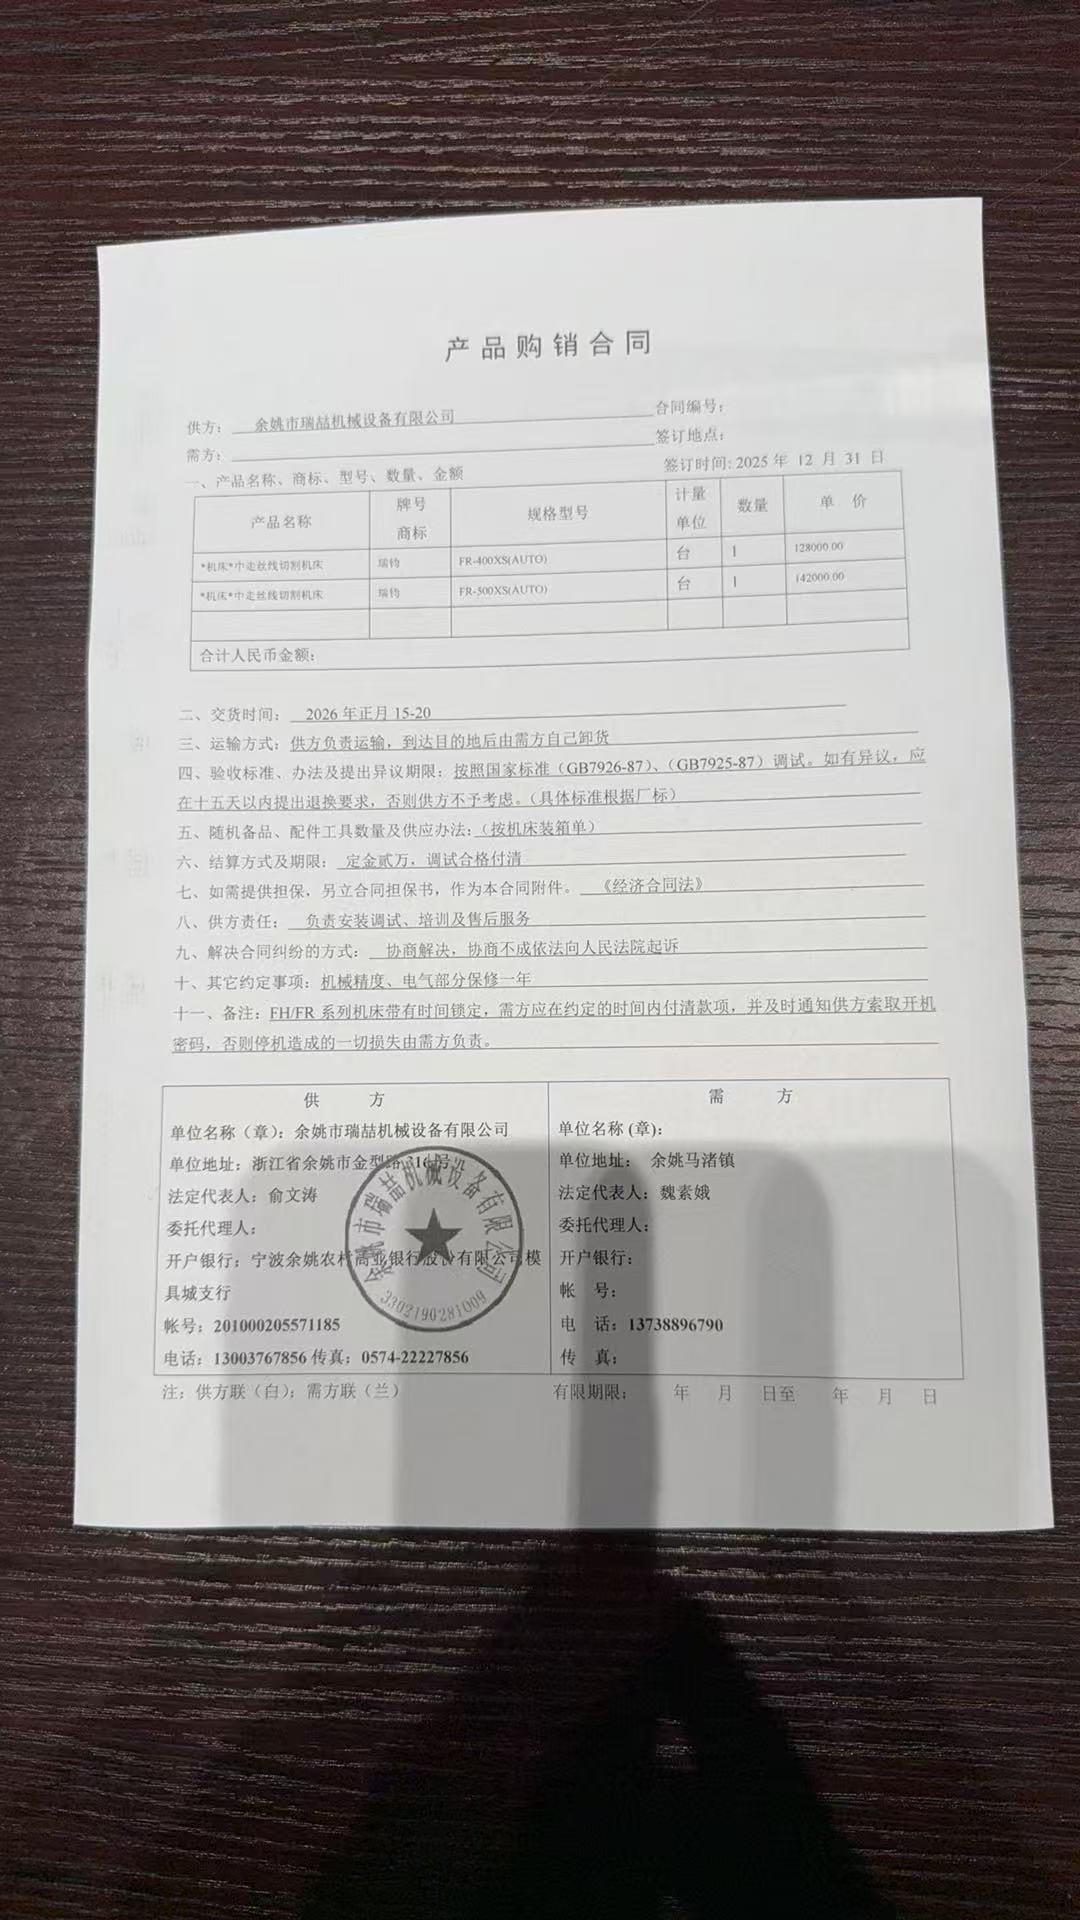 产品购销合同
供方： 余姚市瑞喆机械设备有限公司 合同编号：
需方： 签订地点：
一、产品名称、商标、型号、数量、金额 签订时间：2025 年 12 月 31 日
产品名称 牌号商标 规格型号 计量单位 数量 单 价
*机床*中走丝线切割机床 瑞钧 FR-400XS(AUTO) 台 1 128000.00
*机床*中走丝线切割机床 瑞钧 FR-500XS(AUTO) 台 1 142000.00
合计人民币金额：
二、交货时间： 2026 年正月 15-20
三、运输方式：供方负责运输，到达目的地后由需方自己卸货
四、验收标准、办法及提出异议期限：按照国家标准（GB7926-87）、（GB7925-87）调试。如有异议，应
在十五天以内提出退换要求，否则供方不予考虑。（具体标准根据厂标）
五、随机备品、配件工具数量及供应办法：（按机床装箱单）
六、结算方式及期限： 定金贰万，调试合格付清
七、如需提供担保，另立合同担保书，作为本合同附件。 《经济合同法》
八、供方责任： 负责安装调试、培训及售后服务
九、解决合同纠纷的方式： 协商解决，协商不成依法向人民法院起诉
十、其它约定事项：机械精度、电气部分保修一年
十一、备注：FH/FR 系列机床带有时间锁定，需方应在约定的时间内付清款项，并及时通知供方索取开机
密码，否则停机造成的一切损失由需方负责。
供 方
单位名称（章）：余姚市瑞喆机械设备有限公司
单位地址：浙江省余姚市金型路 316 号
法定代表人：俞文涛
委托代理人：
开户银行：宁波余姚农村商业银行股份有限公司模
具城支行
帐号：201000205571185
电话：13003767856 传真：0574-22227856
余姚市瑞喆机械设备有限公司
3302190281009
需 方
单位名称 (章)：
单位地址： 余姚马渚镇
法定代表人：魏素娥
委托代理人：
开户银行：
帐 号：
电 话：13738896790
传 真：
注：供方联（白）；需方联（兰） 有限期限： 年 月 日至 年 月 日